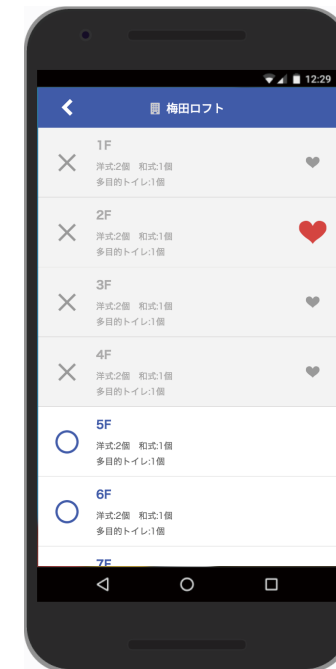 12:29
梅田ロフト
1F
洋式:2個 和式:1個
多目的トイレ:1個
2F
洋式:2個 和式:1個
多目的トイレ:1個
3F
洋式:2個 和式:1個
多目的トイレ:1個
4F
洋式:2個 和式:1個
多目的トイレ:1個
5F
洋式:2個 和式:1個
多目的トイレ:1個
6F
洋式:2個 和式:1個
多目的トイレ:1個
7F